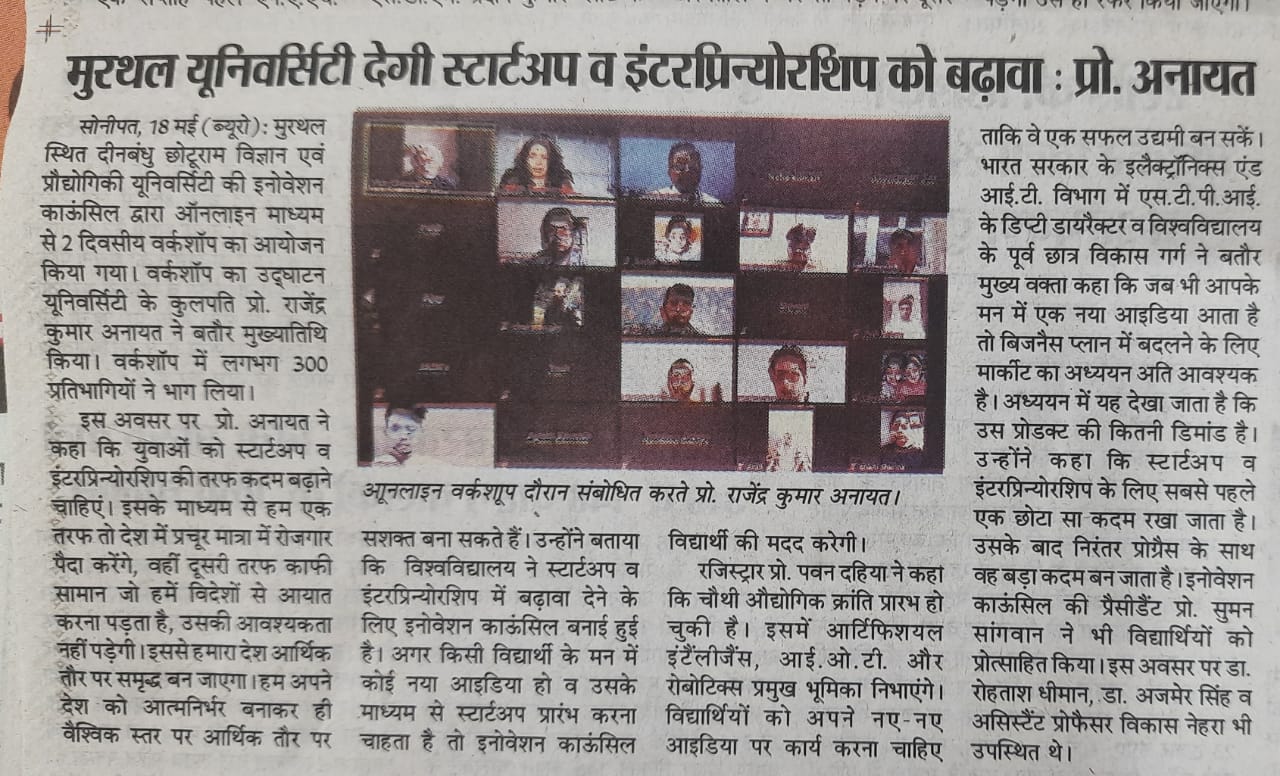 मुरथल यूनिवर्सिटी देगी स्टार्टअप व इंटरप्रिन्योरशिप को बढ़ावा : प्रो. अनायत
सोनीपत, 18 मई (ब्यूरो): मुरथल
स्थित दीनबंधु छोटूराम विज्ञान एवं
प्रौद्योगिकी यूनिवर्सिटी की इनोवेशन
काऊंसिल द्वारा ऑनलाइन माध्यम
से 2 दिवसीय वर्कशॉप का आयोजन
किया गया। वर्कशॉप का उद्घाटन
यूनिवर्सिटी के कुलपति प्रो. राजेंद्र
कुमार अनायत ने बतौर मुख्यातिथि
किया। वर्कशॉप में लगभग 300
प्रतिभागियों ने भाग लिया।
इस अवसर पर प्रो. अनायत ने
कहा कि युवाओं को स्टार्टअप व
इंटरप्रिन्योरशिप की तरफ कदम बढ़ाने
चाहिएं। इसके माध्यम से हम एक
तरफ तो देश में प्रचूर मात्रा में रोजगार
पैदा करेंगे, वहीं दूसरी तरफ काफी
सामान जो हमें विदेशों से आयात
करना पड़ता है, उसकी आवश्यकता
नहीं पड़ेगी। इससे हमारा देश आर्थिक
तौर पर समृद्ध बन जाएगा। हम अपने
देश को आत्मनिर्भर बनाकर ही
वैश्विक स्तर पर आर्थिक तौर पर
आूनलाइन वर्कशाूप दौरान संबोधित करते प्रो. राजेंद्र कुमार अनायत।
सशक्त बना सकते हैं। उन्होंने बताया
कि विश्वविद्यालय ने स्टार्टअप व
इंटरप्रिन्योरशिप में बढ़ावा देने के
लिए इनोवेशन काऊंसिल बनाई हुई
है। अगर किसी विद्यार्थी के मन में
कोई नया आइडिया हो व उसके
माध्यम से स्टार्टअप प्रारंभ करना
चाहता है तो इनोवेशन काऊंसिल
विद्यार्थी की मदद करेगी।
रजिस्ट्रार प्रो. पवन दहिया ने कहा
कि चौथी औद्योगिक क्रांति प्रारभ हो
चुकी है। इसमें आर्टिफिशयल
इंटैंलीजैंस, आई.ओ.टी. और
रोबोटिक्स प्रमुख भूमिका निभाएंगे।
विद्यार्थियों को अपने नए-नए
आइडिया पर कार्य करना चाहिए
ताकि वे एक सफल उद्यमी बन सकें।
भारत सरकार के इलैक्ट्रॉनिक्स एंड
आई.टी. विभाग में एस.टी.पी.आई.
के डिप्टी डायरैक्टर व विश्वविद्यालय
के पूर्व छात्र विकास गर्ग ने बतौर
मुख्य वक्ता कहा कि जब भी आपके
मन में एक नया आइडिया आता है
तो बिजनैस प्लान में बदलने के लिए
मार्कीट का अध्ययन अति आवश्यक
है। अध्ययन में यह देखा जाता है कि
उस प्रोडक्ट की कितनी डिमांड है।
उन्होंने कहा कि स्टार्टअप व
इंटरप्रिन्योरशिप के लिए सबसे पहले
एक छोटा सा कदम रखा जाता है।
उसके बाद निरंतर प्रोग्रैस के साथ
वह बड़ा कदम बन जाता है। इनोवेशन
काऊंसिल की प्रैसीडैंट प्रो. सुमन
सांगवान ने भी विद्यार्थियों को
प्रोत्साहित किया। इस अवसर पर डा.
रोहताश धीमान, डा. अजमेर सिंह व
असिस्टैंट प्रोफैसर विकास नेहरा भी
उपस्थित थे।